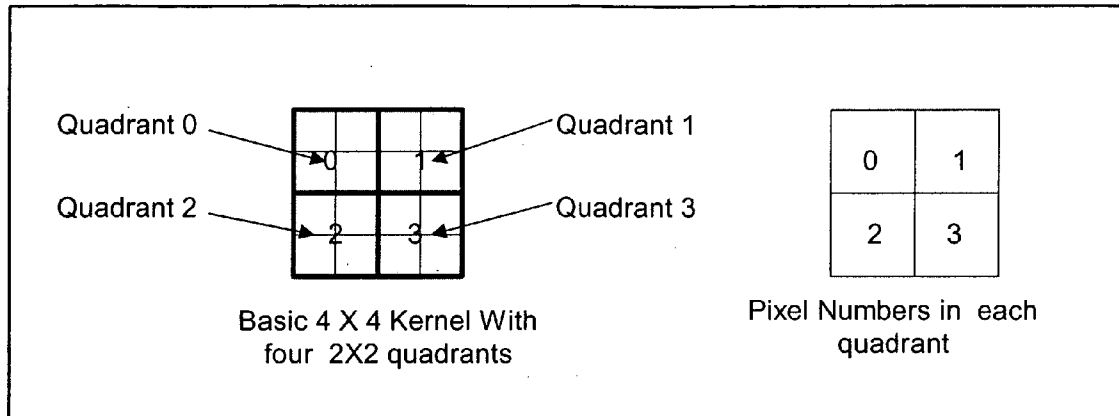 Quadrant 0
Quadrant 1
0
1
0
1
Quadrant 2
Quadrant 3
2
3
2
3
Basic 4 X 4 Kernel With
four 2X2 quadrants
Pixel Numbers in each
quadrant